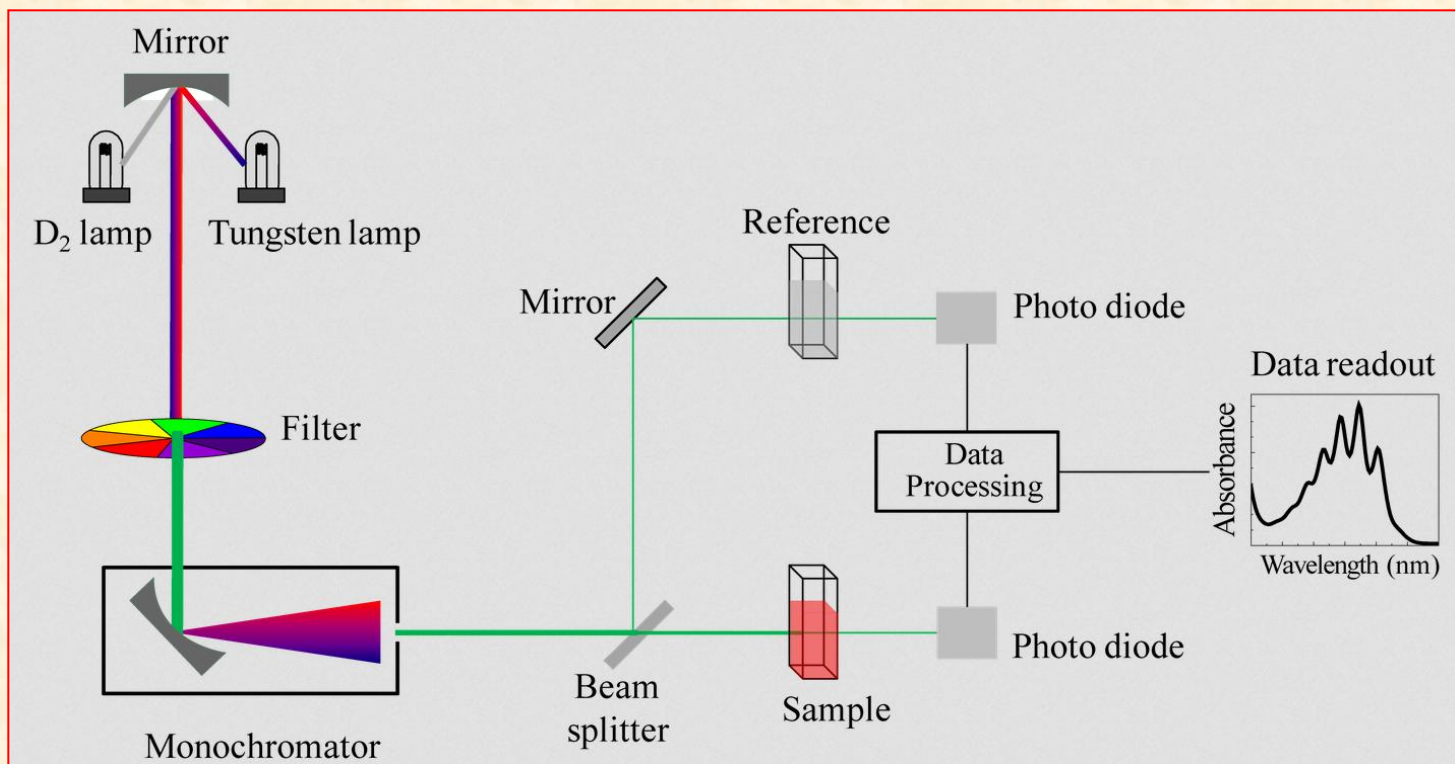 Mirror
D₂ lamp
Tungsten lamp
Filter
Monochromator
Mirror
Beam
splitter
Reference
Sample
Photo diode
Data
Processing
Photo diode
Data readout
Absorbance
Wavelength (nm)